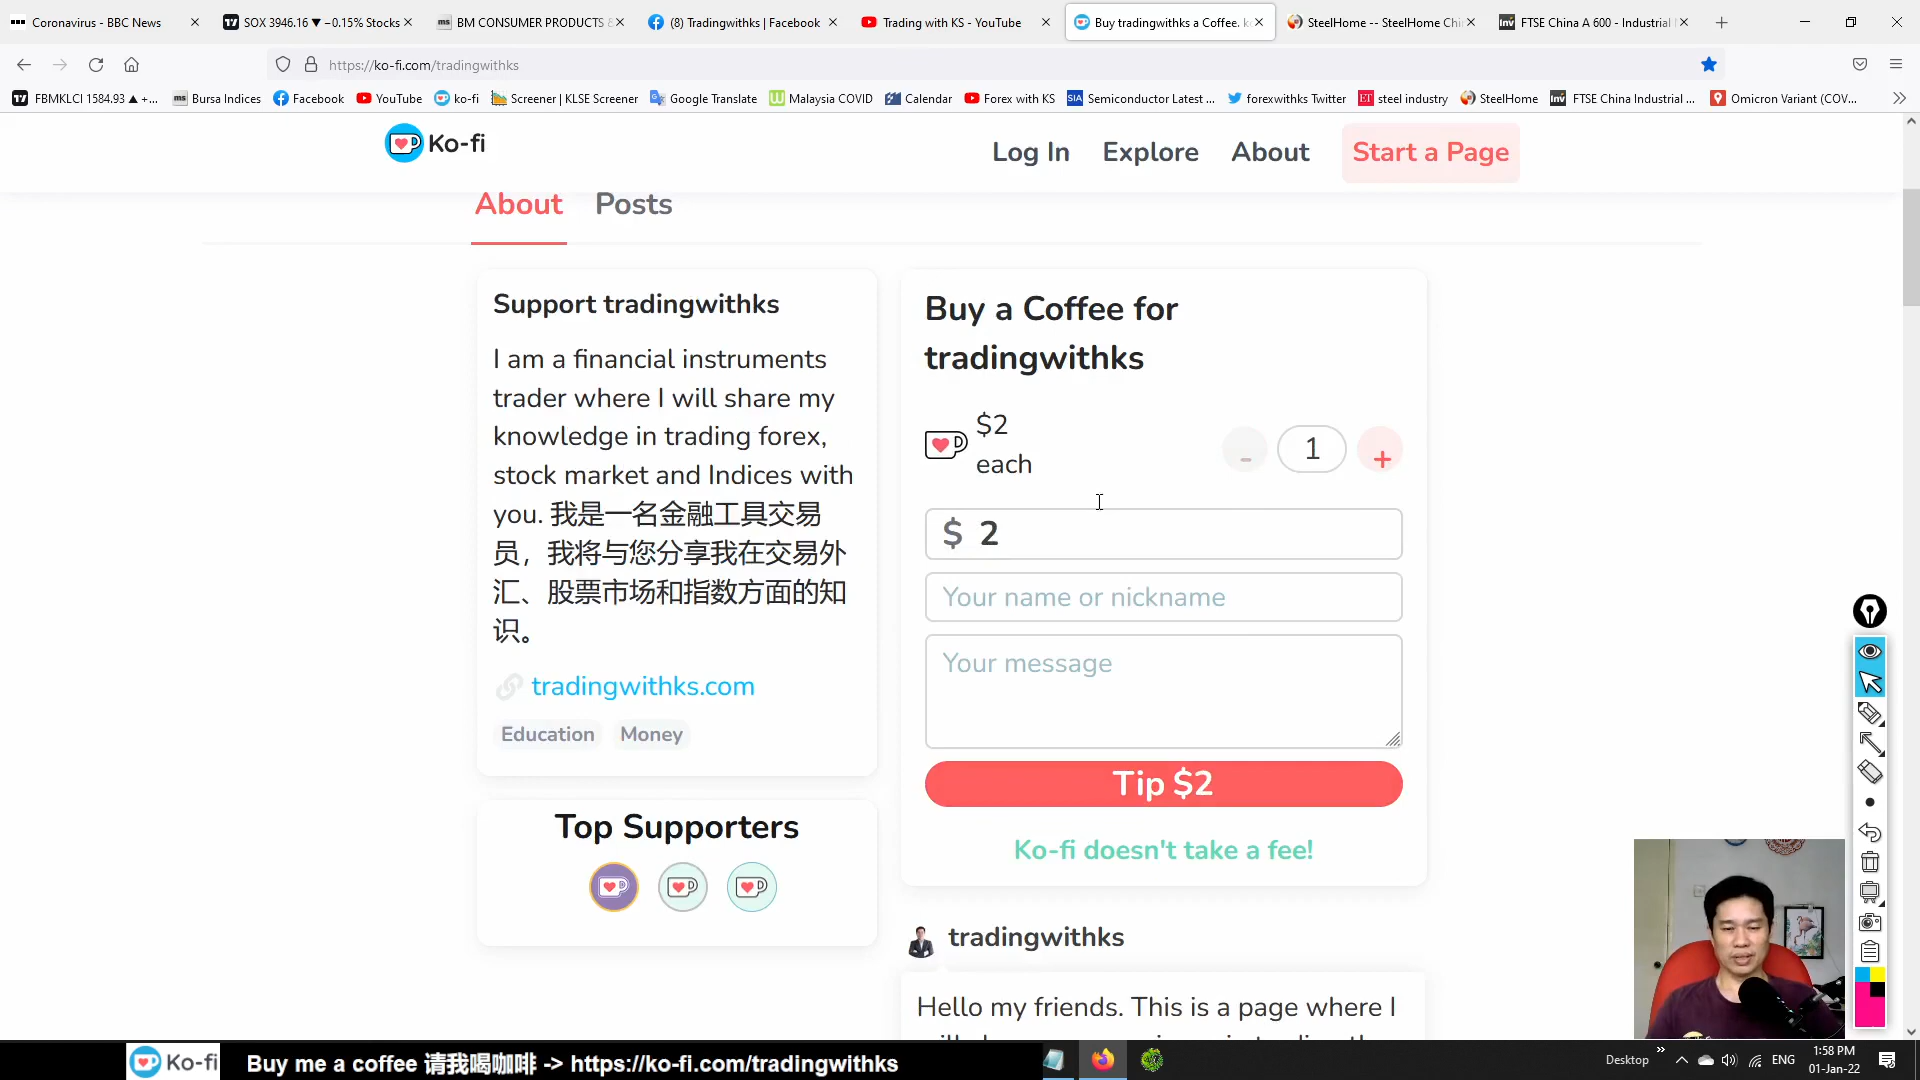 Coronavirus - BBC News
SOX 3946.16 ▼ −0.15% Stocks
BM CONSUMER PRODUCTS &
(8) Tradingwithks | Facebook
Trading with KS - YouTube
Buy tradingwithks a Coffee.
SteelHome -- SteelHome Chi
FTSE China A 600 - Industrial
https://ko-fi.com/tradingwithks
FBMKLCI 1584.93 ▲ +...
Bursa Indices
Facebook
YouTube
ko-fi
Screener | KLSE Screener
Google Translate
Malaysia COVID
Calendar
Forex with KS
Semiconductor Latest ...
forexwithks Twitter
steel industry
SteelHome
FTSE China Industrial ...
Omicron Variant (COV...
Ko-fi
Log In
Explore
About
Start a Page
About
Posts
Support tradingwithks
I am a financial instruments
trader where I will share my
knowledge in trading forex,
stock market and Indices with
you. 我是一名金融工具交易
员，我将与您分享我在交易外
汇、股票市场和指数方面的知
识。
tradingwithks.com
Education
Money
Top Supporters
Buy a Coffee for
tradingwithks
$2
each
-
1
+
$ 2
Your name or nickname
Your message
Tip $2
Ko-fi doesn't take a fee!
tradingwithks
Hello my friends. This is a page where I
Ko-fi
Buy me a coffee 请我喝咖啡 -> https://ko-fi.com/tradingwithks
Desktop
ENG
1:58 PM
01-Jan-22